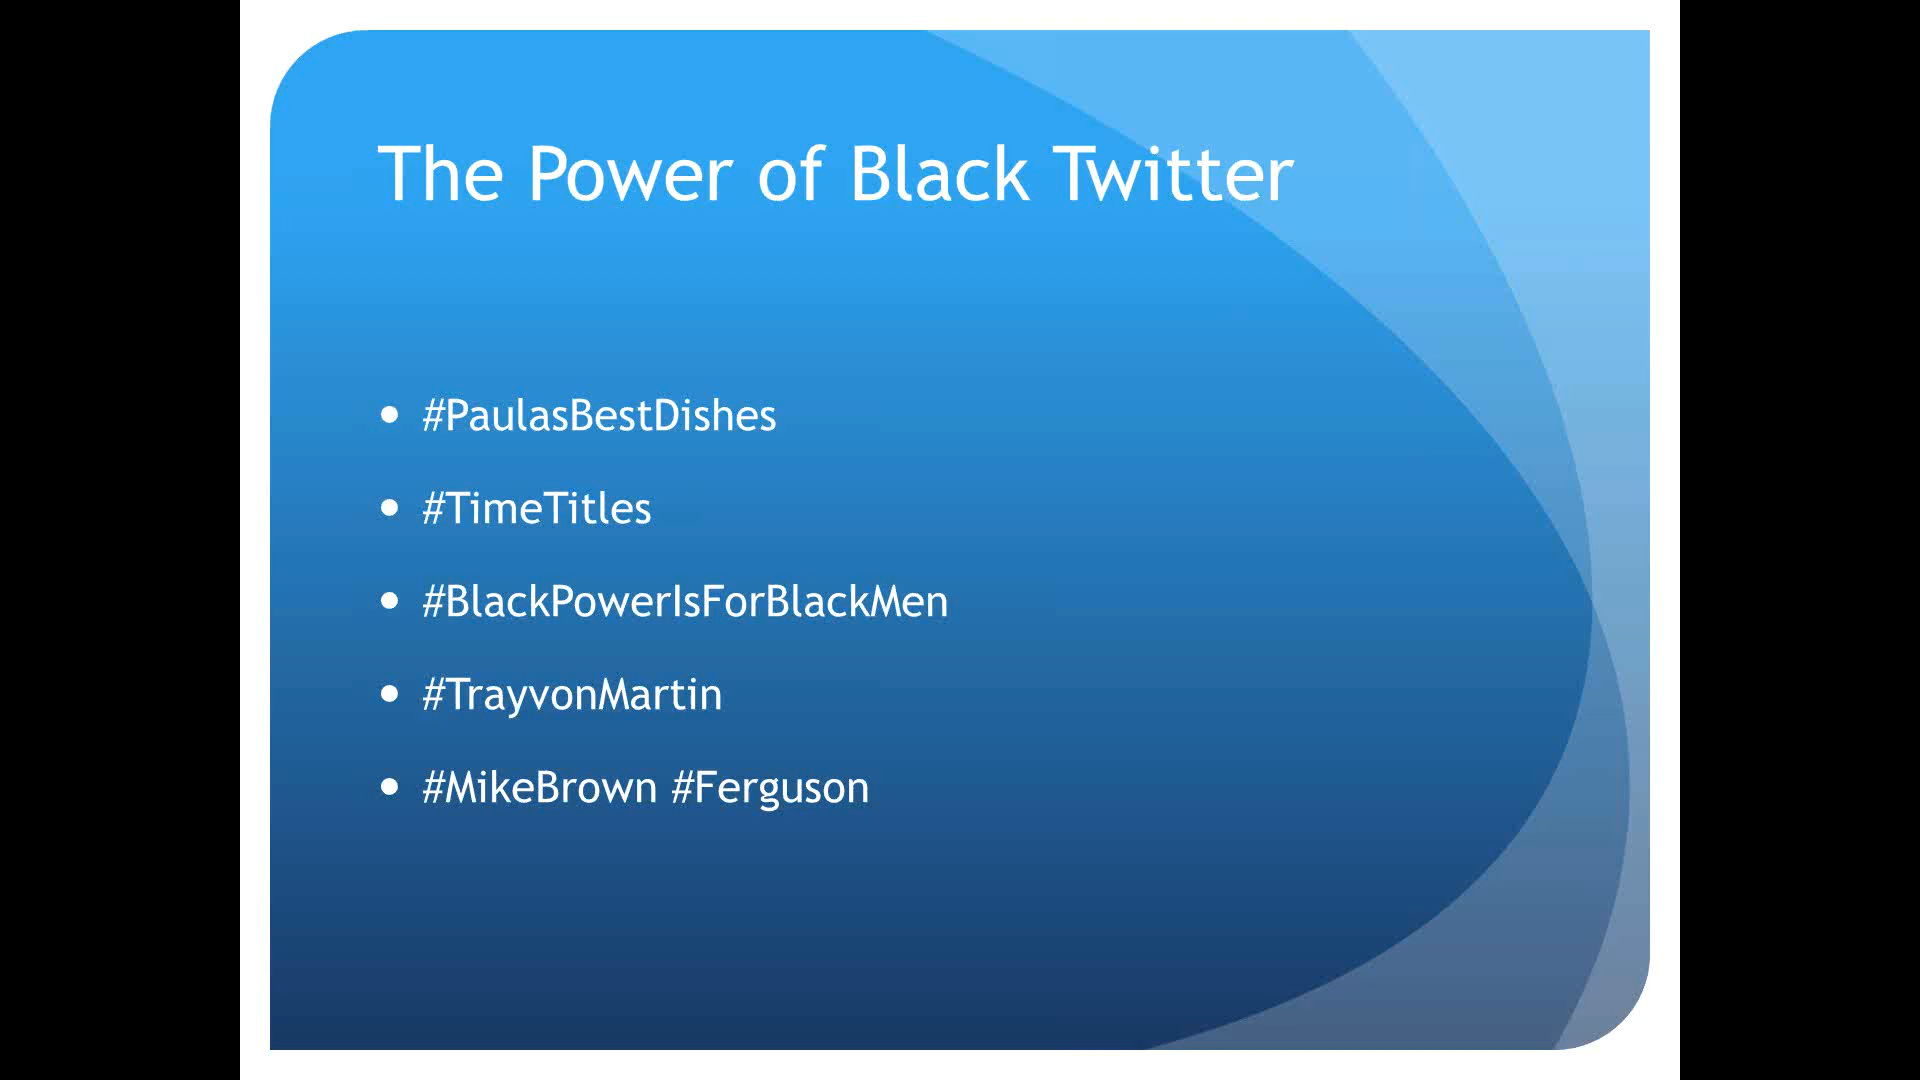 The Power of Black Twitter
• #PaulasBestDishes
• #TimeTitles
• #BlackPowerIsForBlackMen
• #TrayvonMartin
• #MikeBrown #Ferguson